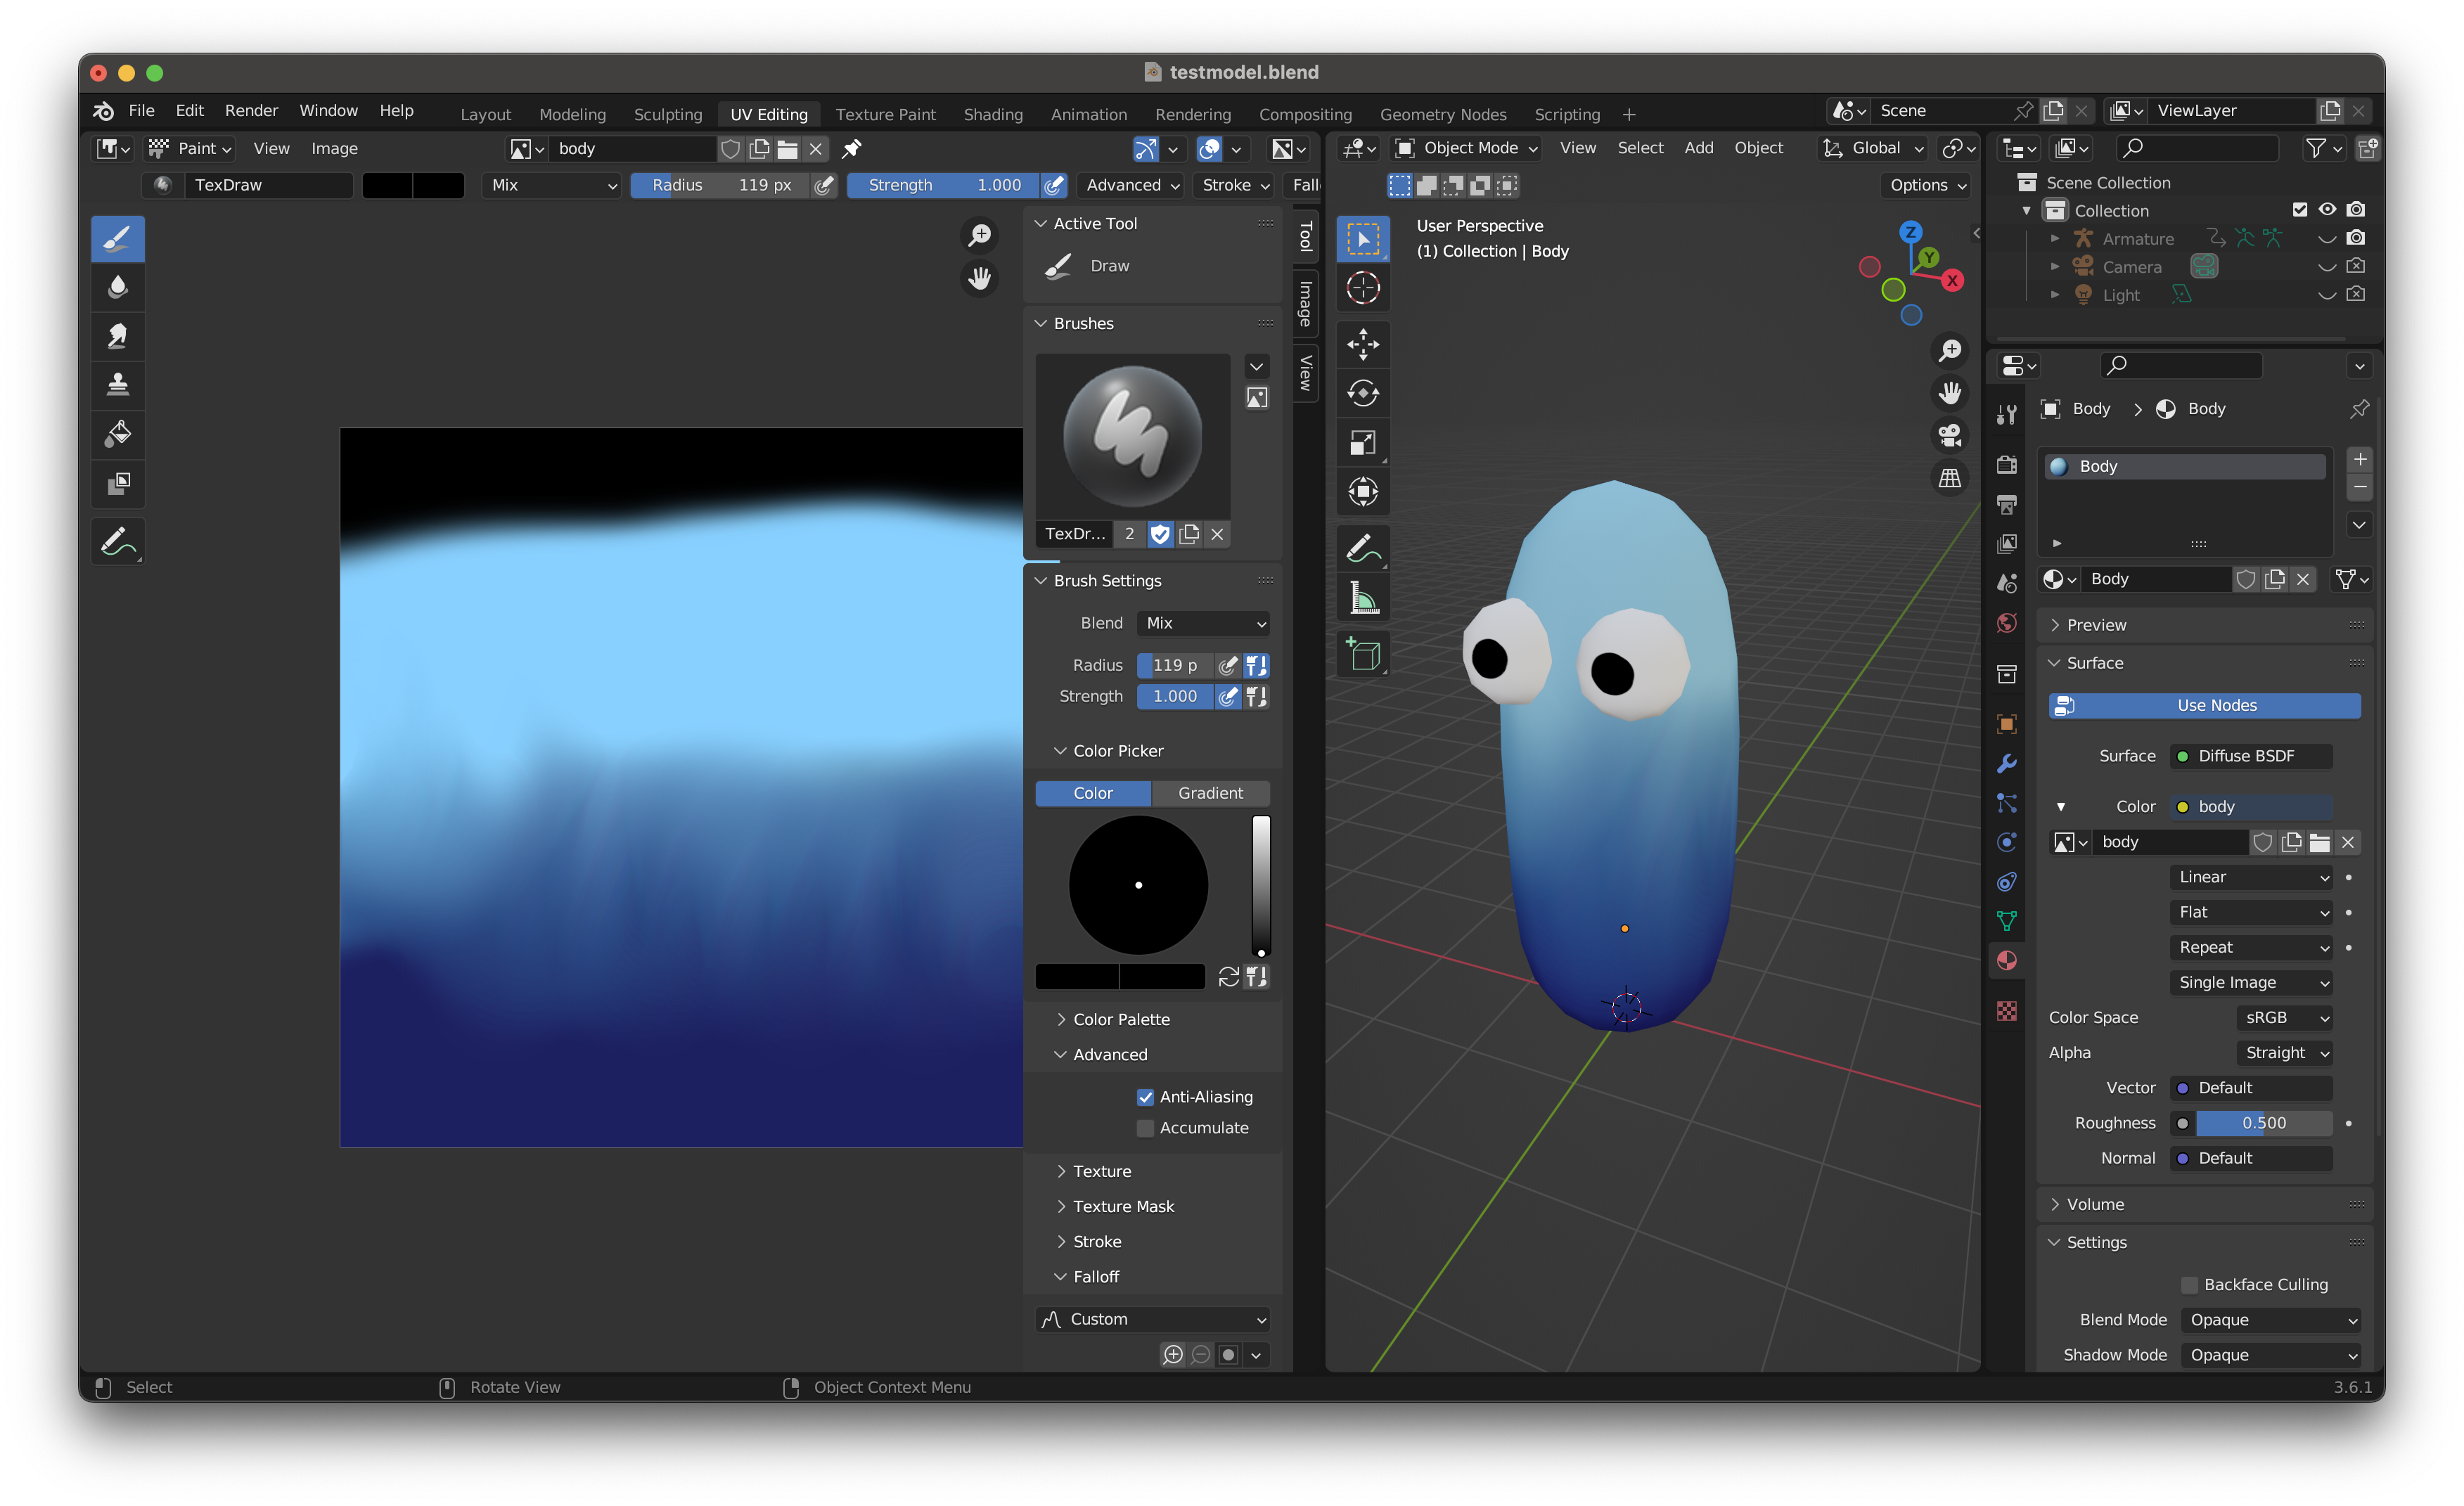 testmodel.blend
File Edit Render Window Help Layout Modeling Sculpting UV Editing Texture Paint Shading Animation Rendering Compositing Geometry Nodes Scripting + Scene ViewLayer
Paint View Image body
TexDraw Mix Radius 119 px Strength 1.000 Advanced Stroke Fall
Active Tool
Draw
Brushes
TexDr... 2
Brush Settings
Blend Mix
Radius 119 p
Strength 1.000
Color Picker
Color Gradient
Color Palette
Advanced
Anti-Aliasing
Accumulate
Texture
Texture Mask
Stroke
Falloff
Custom
Tool
Image
View
Object Mode View Select Add Object Global
Options
User Perspective
(1) Collection | Body
Z
Y
X
Scene Collection
Collection
Armature
Camera
Light
Body > Body
Body
Body
Preview
Surface
Use Nodes
Surface Diffuse BSDF
Color body
body
Linear
Flat
Repeat
Single Image
Color Space sRGB
Alpha Straight
Vector Default
Roughness 0.500
Normal Default
Volume
Settings
Backface Culling
Blend Mode Opaque
Shadow Mode Opaque
Select Rotate View Object Context Menu 3.6.1